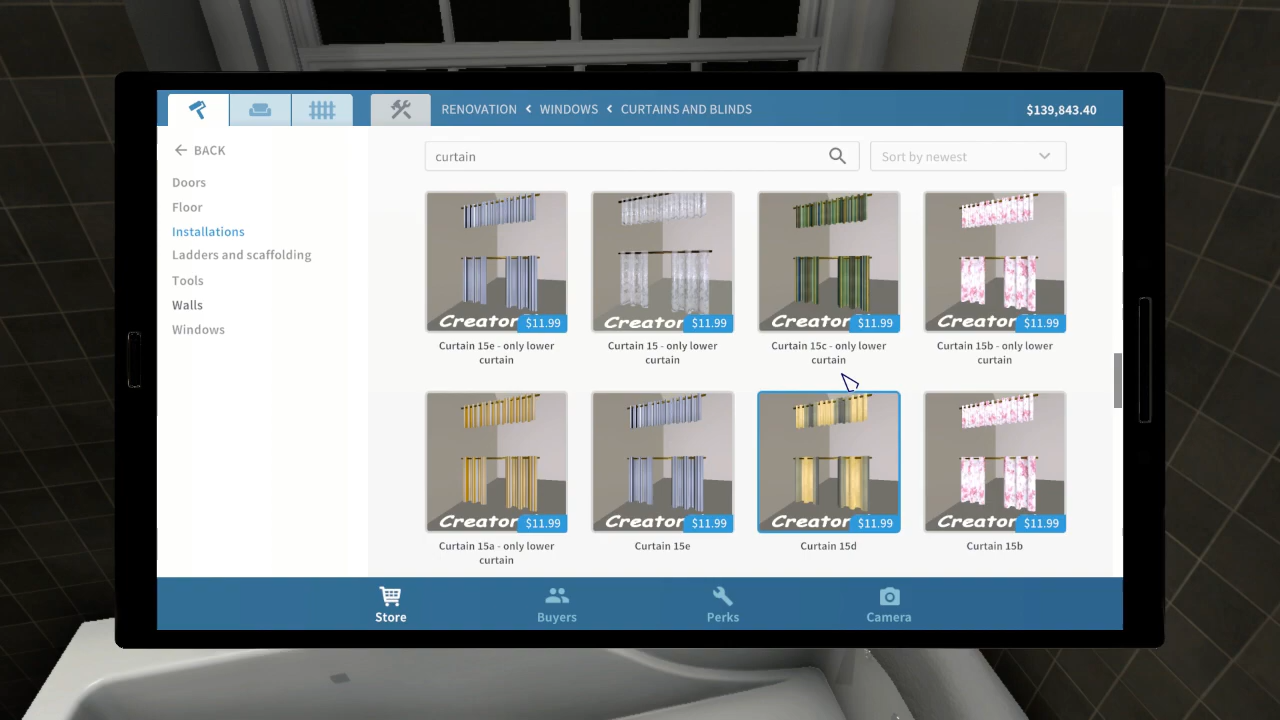 RENOVATION < WINDOWS < CURTAINS AND BLINDS
$139,843.40
BACK
Doors
Floor
Installations
Ladders and scaffolding
Tools
Walls
Windows
curtain
Sort by newest
Creator $11.99
Creator $11.99
Creator $11.99
Creator $11.99
Curtain 15e - only lower
curtain
Curtain 15 - only lower
curtain
Curtain 15c - only lower
curtain
Curtain 15b - only lower
curtain
Creator $11.99
Creator $11.99
Creator $11.99
Creator $11.99
Curtain 15a - only lower
curtain
Curtain 15e
Curtain 15d
Curtain 15b
Store
Buyers
Perks
Camera